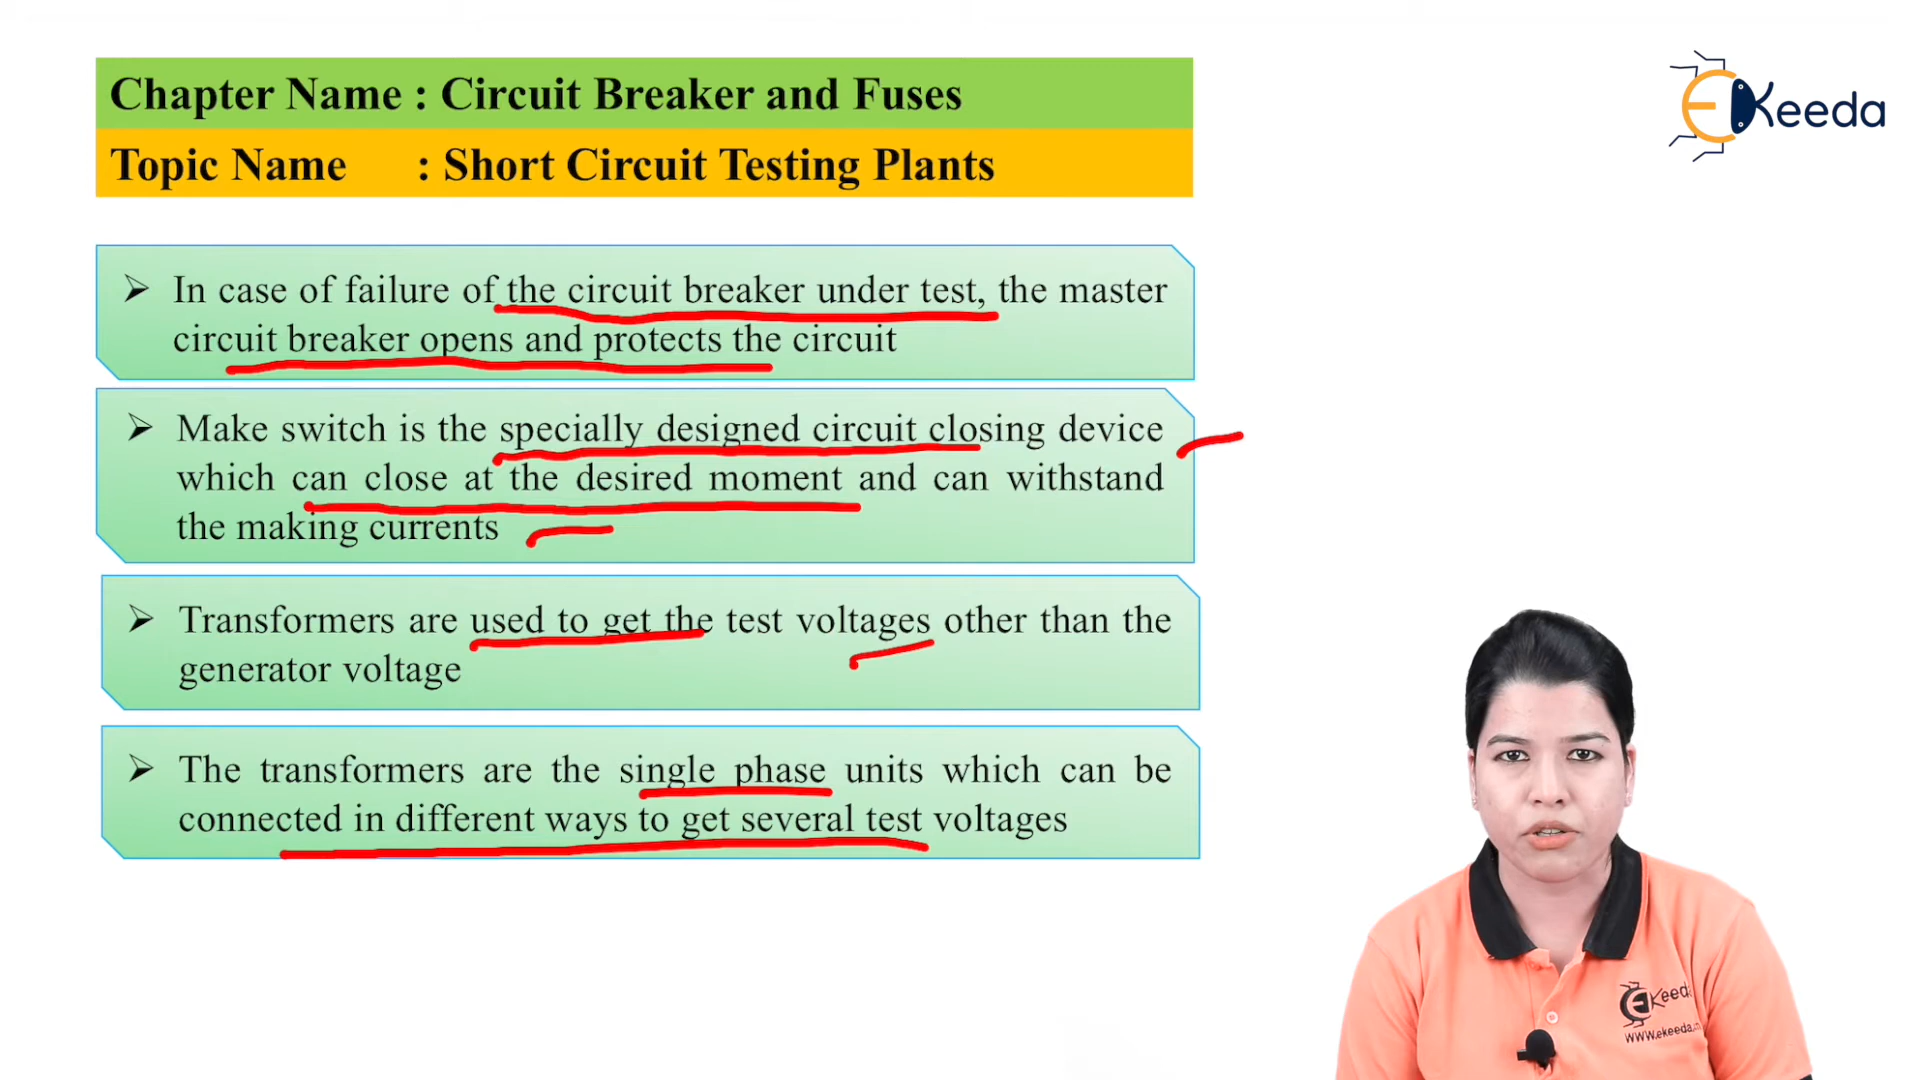 Chapter Name : Circuit Breaker and Fuses
Topic Name : Short Circuit Testing Plants
EKeeda
➢ In case of failure of the circuit breaker under test, the master
circuit breaker opens and protects the circuit
➢ Make switch is the specially designed circuit closing device
which can close at the desired moment and can withstand
the making currents
➢ Transformers are used to get the test voltages other than the
generator voltage
➢ The transformers are the single phase units which can be
connected in different ways to get several test voltages
EKeeda
www.ekeeda.